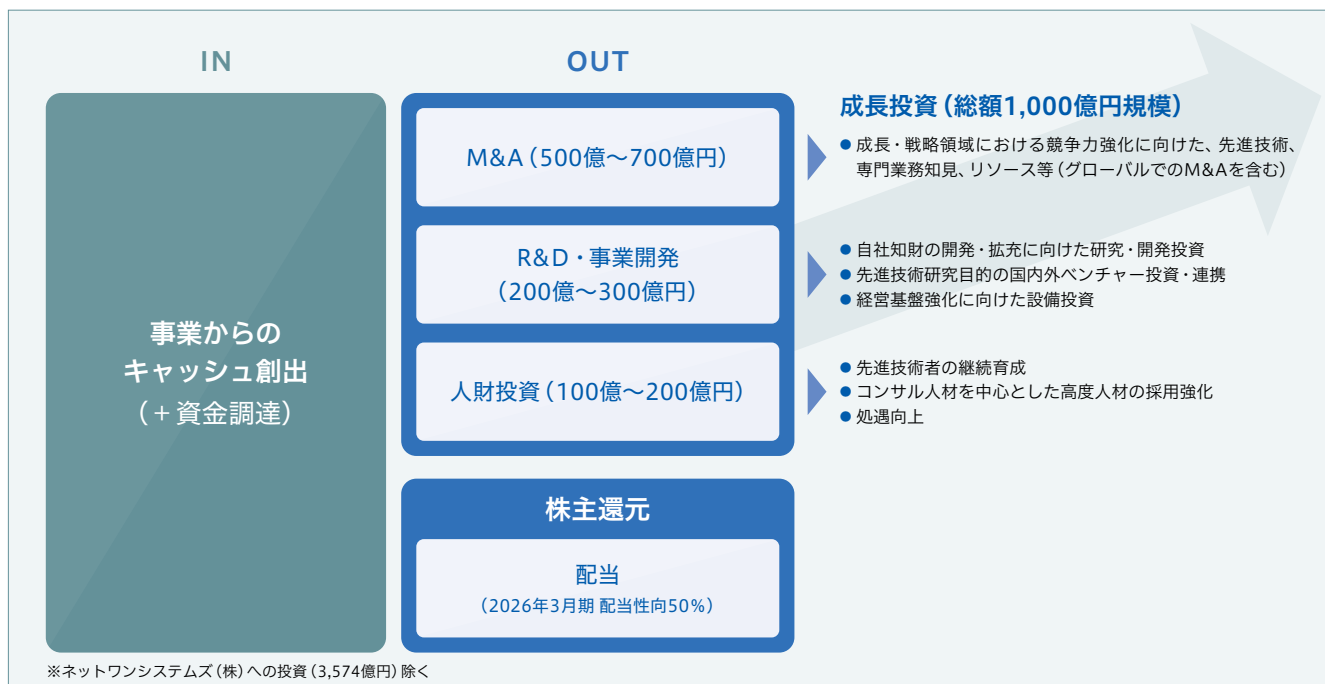 IN
事業からの
キャッシュ創出
（＋資金調達）
OUT
M&A（500億～700億円）
R&D・事業開発
（200億～300億円）
人財投資（100億～200億円）
株主還元
配当
（2026年3月期 配当性向50%）
成長投資（総額1,000億円規模）
● 成長・戦略領域における競争力強化に向けた、先進技術、
専門業務知見、リソース等（グローバルでのM&Aを含む）
● 自社知財の開発・拡充に向けた研究・開発投資
● 先進技術研究目的の国内外ベンチャー投資・連携
● 経営基盤強化に向けた設備投資
● 先進技術者の継続育成
● コンサル人材を中心とした高度人材の採用強化
● 処遇向上
※ネットワンシステムズ（株）への投資（3,574億円）除く